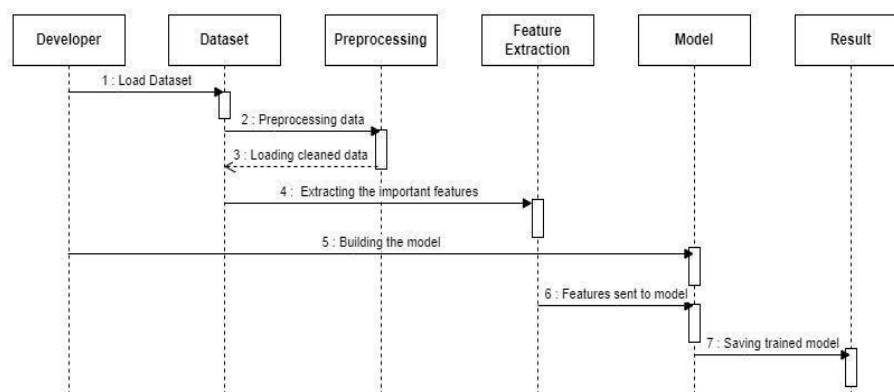 Developer
Dataset
Preprocessing
Feature
Extraction
Model
Result
1 : Load Dataset
2 : Preprocessing data
3 : Loading cleaned data
4 : Extracting the important features
5 : Building the model
6 : Features sent to model
7 : Saving trained model